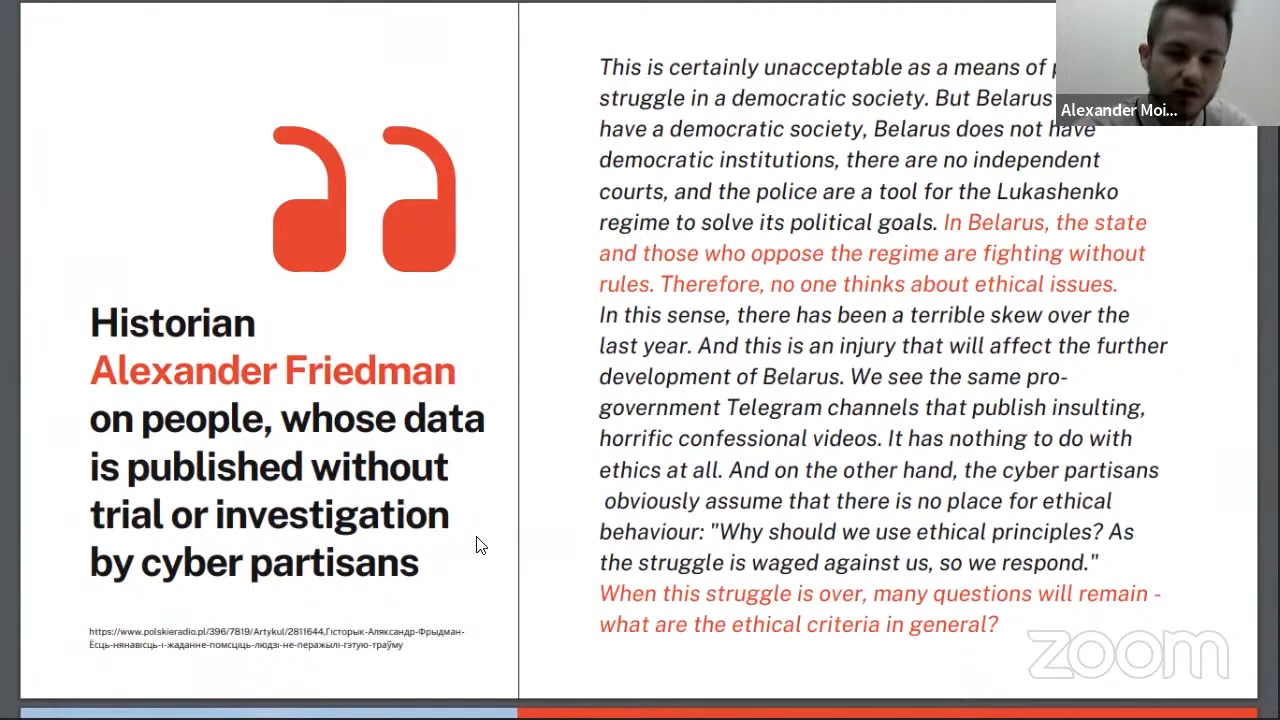 Historian
Alexander Friedman
on people, whose data
is published without
trial or investigation
by cyber partisans
https://www.polskieradio.pl/396/7819/Artykul/2811644,Гісторык-Аляксандр-Фрыдман-
Ёсць-нянавісць-і-жаданне-помсціць-людзі-не-перажылі-гэтую-траўму
This is certainly unacceptable as a means of
struggle in a democratic society. But Belarus
have a democratic society, Belarus does not have
democratic institutions, there are no independent
courts, and the police are a tool for the Lukashenko
regime to solve its political goals. In Belarus, the state
and those who oppose the regime are fighting without
rules. Therefore, no one thinks about ethical issues.
In this sense, there has been a terrible skew over the
last year. And this is an injury that will affect the further
development of Belarus. We see the same pro-
government Telegram channels that publish insulting,
horrific confessional videos. It has nothing to do with
ethics at all. And on the other hand, the cyber partisans
obviously assume that there is no place for ethical
behaviour: "Why should we use ethical principles? As
the struggle is waged against us, so we respond."
When this struggle is over, many questions will remain -
what are the ethical criteria in general?
Alexander Moi...
zoom